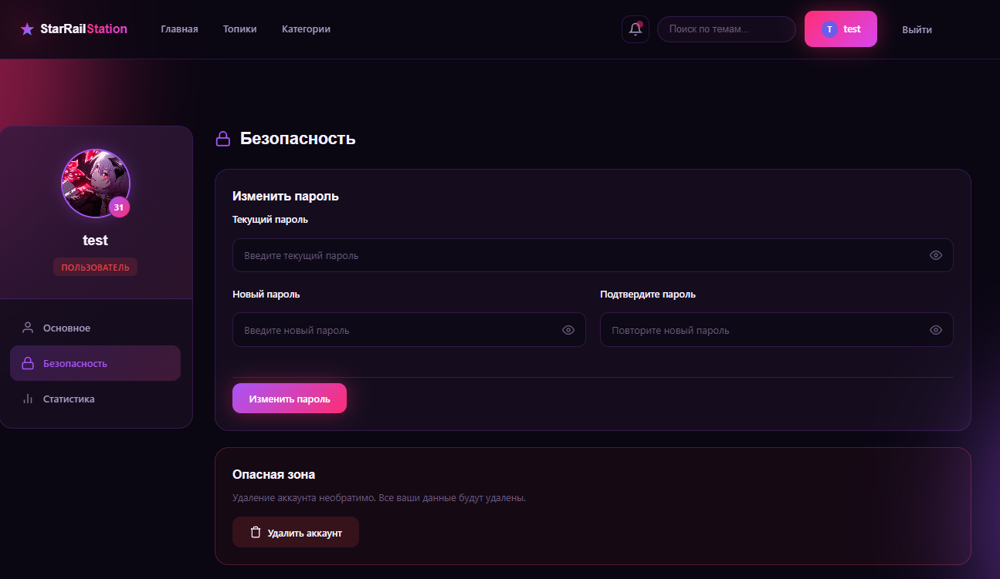 StarRailStation Главная Топики Категории Поиск по темам... T test Выйти
31
test
ПОЛЬЗОВАТЕЛЬ
Основное
Безопасность
Статистика
Безопасность
Изменить пароль
Текущий пароль
Введите текущий пароль
Новый пароль Подтвердите пароль
Введите новый пароль Повторите новый пароль
Изменить пароль
Опасная зона
Удаление аккаунта необратимо. Все ваши данные будут удалены.
Удалить аккаунт